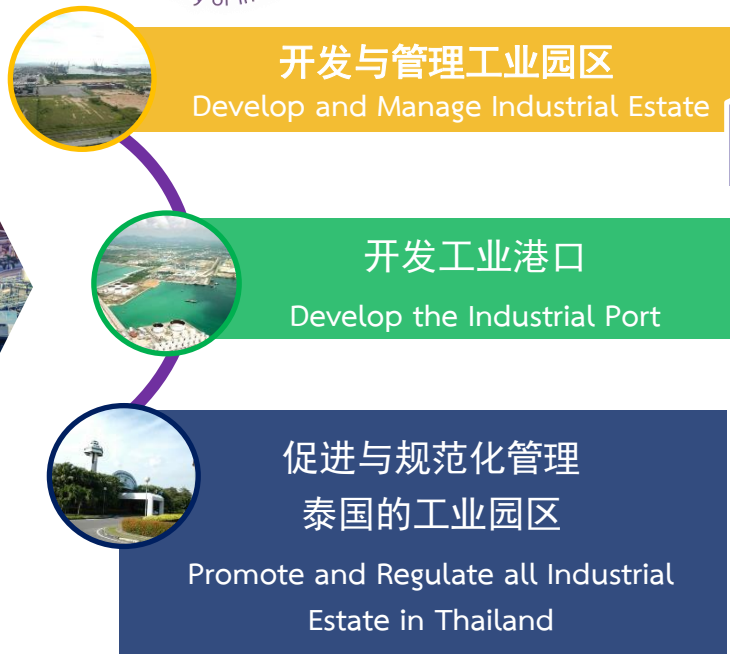 开发与管理工业园区
Develop and Manage Industrial Estate
开发工业港口
Develop the Industrial Port
促进与规范化管理
泰国的工业园区
Promote and Regulate all Industrial
Estate in Thailand